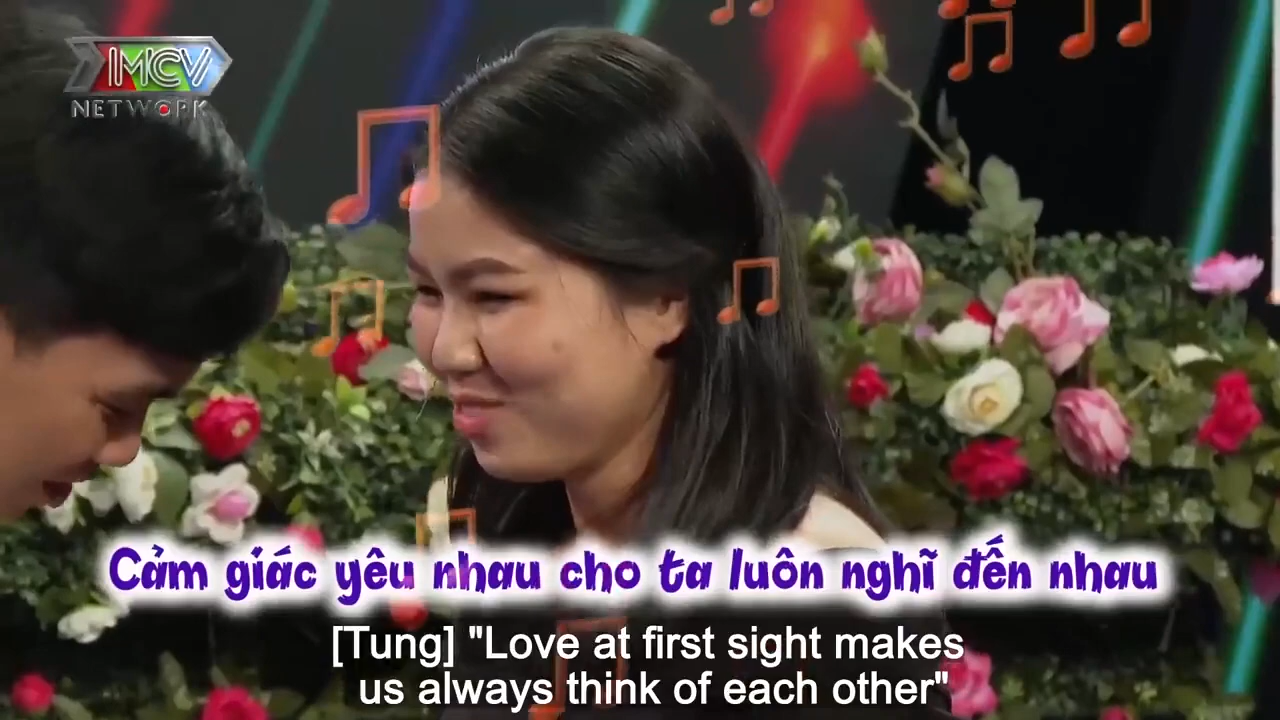 MCV
NETWORK
Cảm giác yêu nhau cho ta luôn nghĩ đến nhau
[Tung] "Love at first sight makes
us always think of each other"